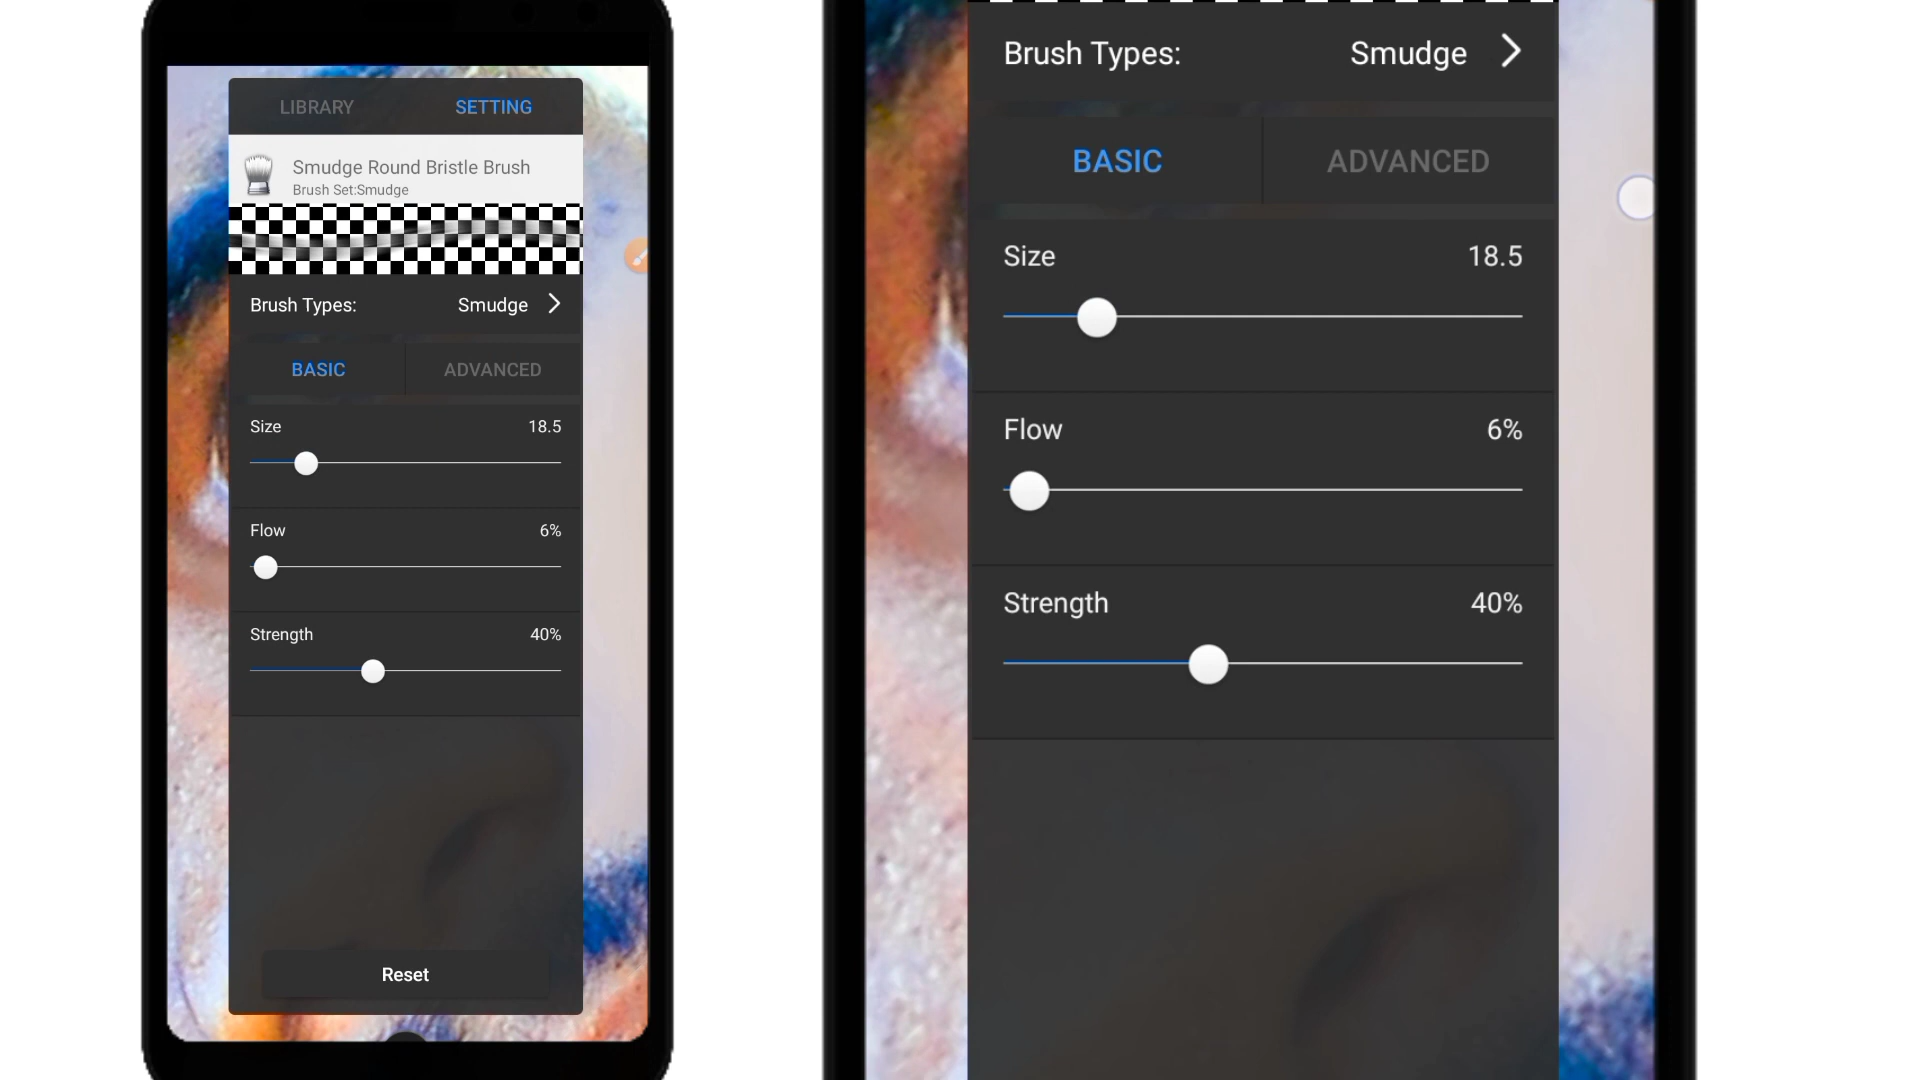 LIBRARY SETTING
Smudge Round Bristle Brush
Brush Set:Smudge
Brush Types: Smudge
BASIC ADVANCED
Size 18.5
Flow 6%
Strength 40%
Reset
Brush Types: Smudge
BASIC ADVANCED
Size 18.5
Flow 6%
Strength 40%